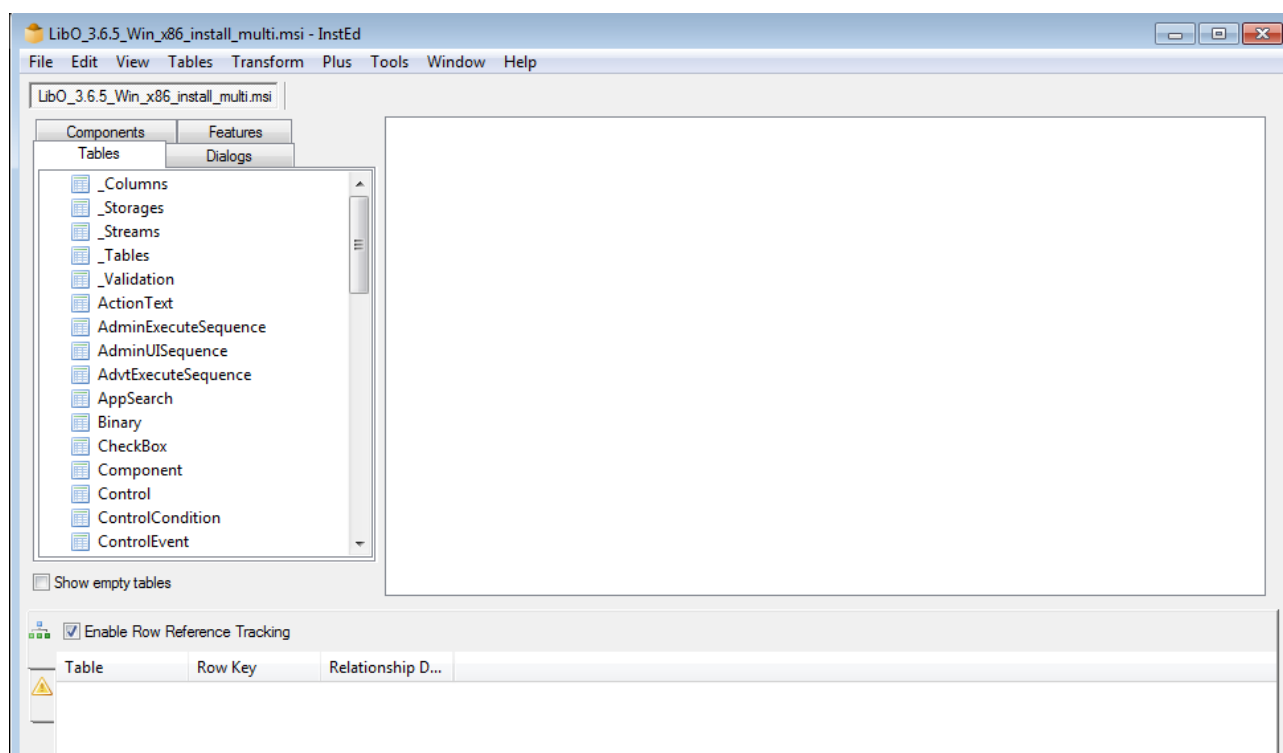 LibO_3.6.5_Win_x86_install_multi.msi - InstEd
File Edit View Tables Transform Plus Tools Window Help
LibO_3.6.5_Win_x86_install_multi.msi
Components Features
Tables Dialogs
_Columns
_Storages
_Streams
_Tables
_Validation
ActionText
AdminExecuteSequence
AdminUISequence
AdvtExecuteSequence
AppSearch
Binary
CheckBox
Component
Control
ControlCondition
ControlEvent
Show empty tables
Enable Row Reference Tracking
Table Row Key Relationship D...